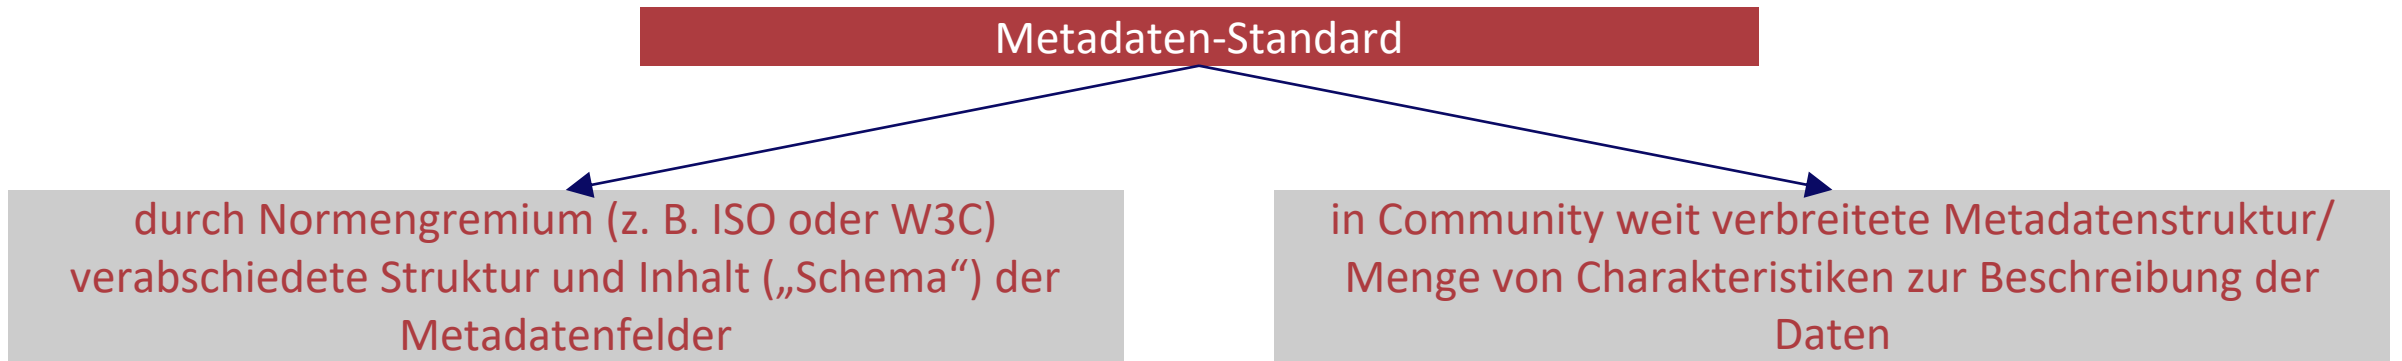 Metadaten-Standard
durch Normengremium (z. B. ISO oder W3C)
verabschiedete Struktur und Inhalt („Schema“) der
Metadatenfelder
in Community weit verbreitete Metadatenstruktur/
Menge von Charakteristiken zur Beschreibung der
Daten